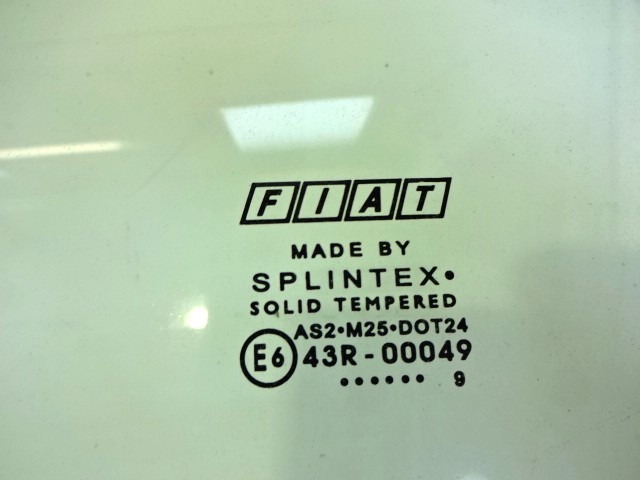 FIAT
MADE BY
SPLINTEX•
SOLID TEMPERED
AS2•M25•DOT24
E6 43R-00049
•••••• 9